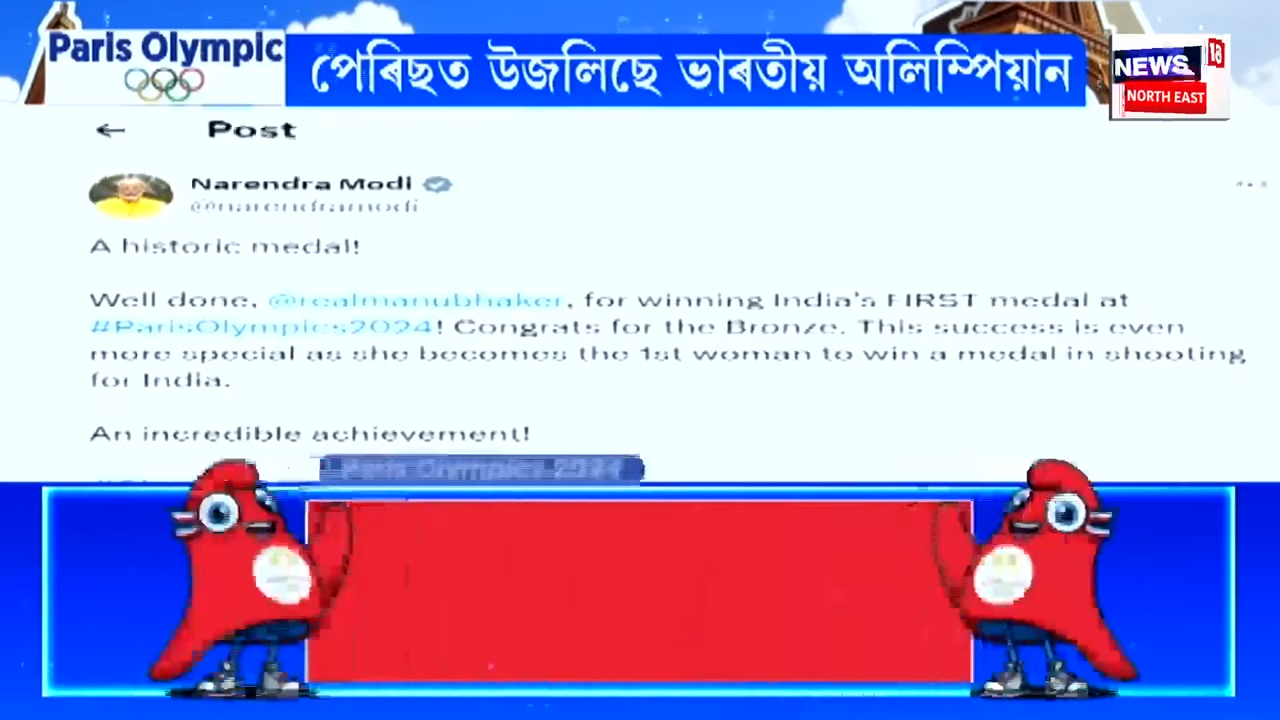 Paris Olympic
পেৰিছত উজলিছে ভাৰতীয় অলিম্পিয়ান
NEWS 18
NORTH EAST
← Post
Narendra Modi
@narendramodi
A historic medal!
Well done, @realmanubhaker, for winning India's FIRST medal at
#ParisOlympics2024! Congrats for the Bronze. This success is even
more special as she becomes the 1st woman to win a medal in shooting
for India.
An incredible achievement!
Paris Olympics 2024